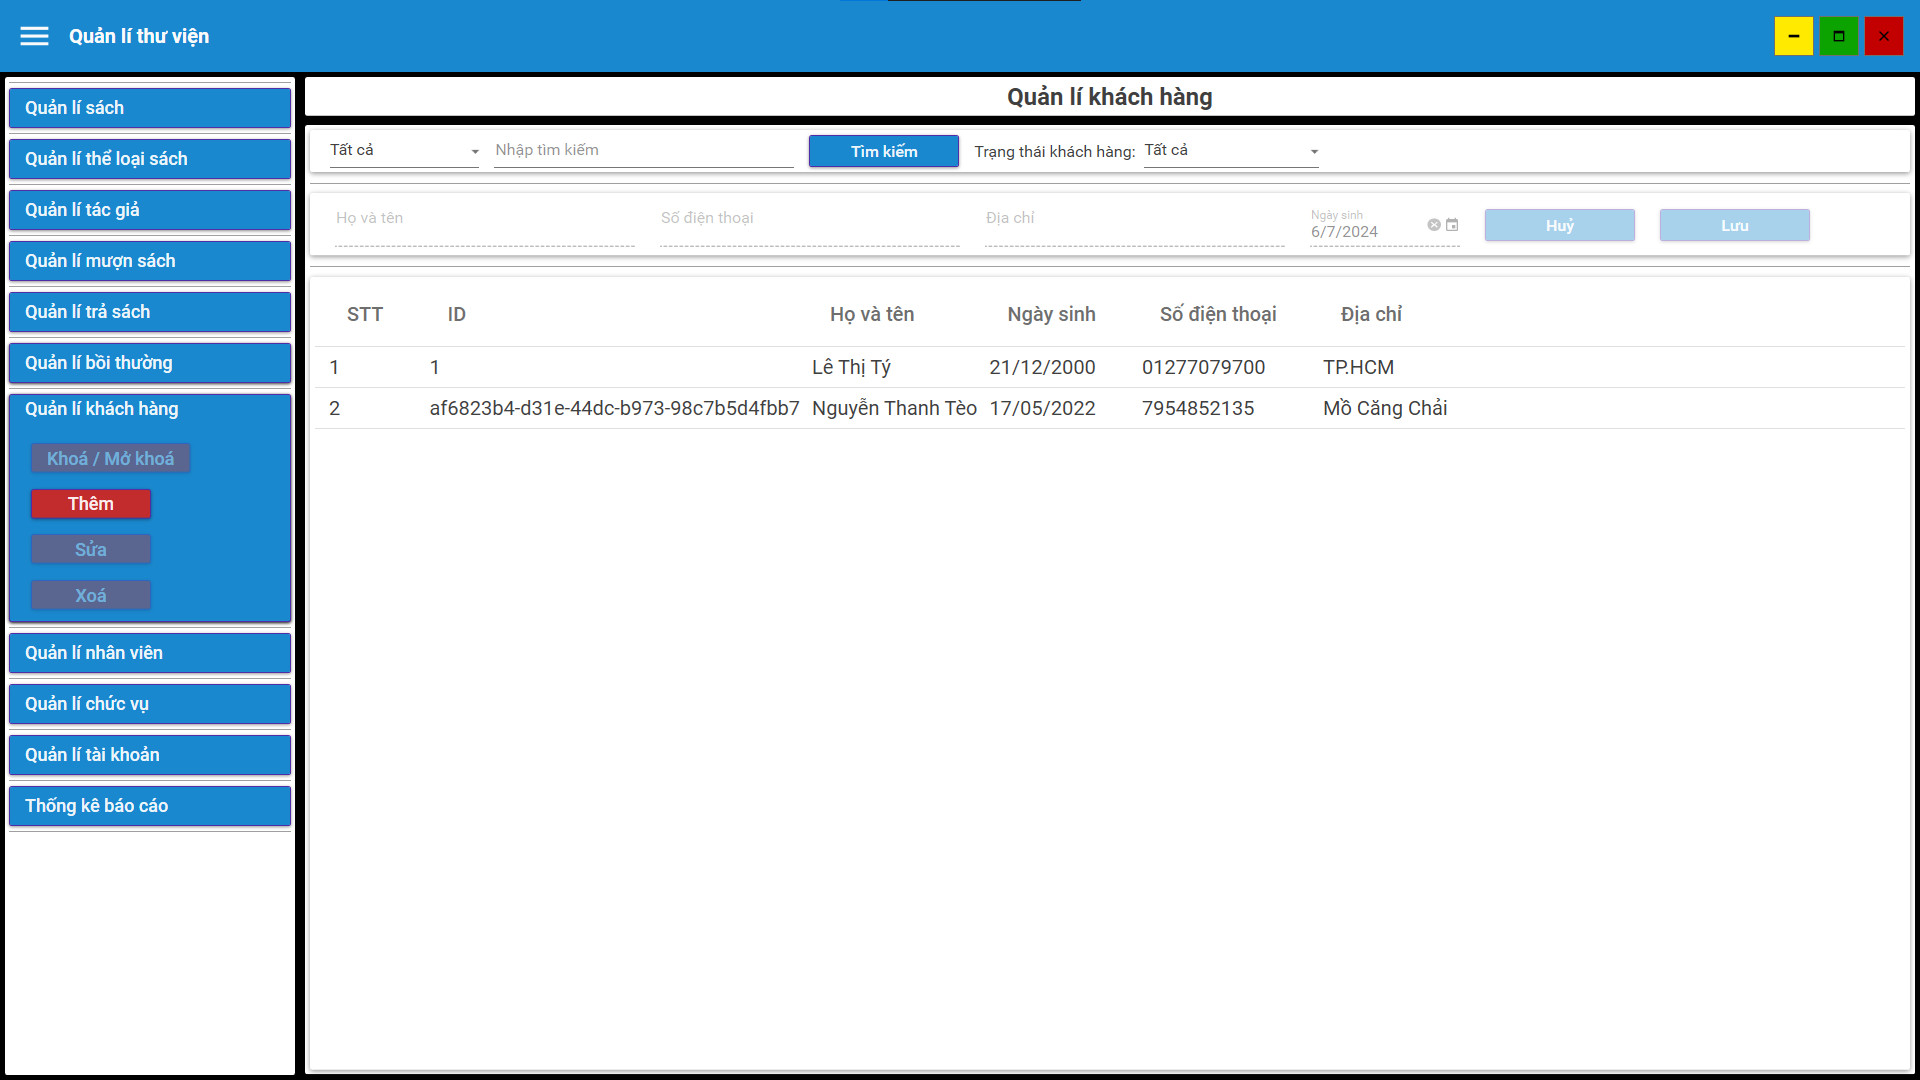 Quản lí thư viện
Quản lí sách
Quản lí thể loại sách
Quản lí tác giả
Quản lí mượn sách
Quản lí trả sách
Quản lí bồi thường
Quản lí khách hàng
Khoá / Mở khoá
Thêm
Sửa
Xoá
Quản lí nhân viên
Quản lí chức vụ
Quản lí tài khoản
Thống kê báo cáo
Quản lí khách hàng
Tất cả Nhập tìm kiếm Tìm kiếm Trạng thái khách hàng: Tất cả
Họ và tên Số điện thoại Địa chỉ Ngày sinh 6/7/2024 Huỷ Lưu
STT ID Họ và tên Ngày sinh Số điện thoại Địa chỉ
1 1 Lê Thị Tý 21/12/2000 01277079700 TP.HCM
2 af6823b4-d31e-44dc-b973-98c7b5d4fbb7 Nguyễn Thanh Tèo 17/05/2022 7954852135 Mồ Căng Chải